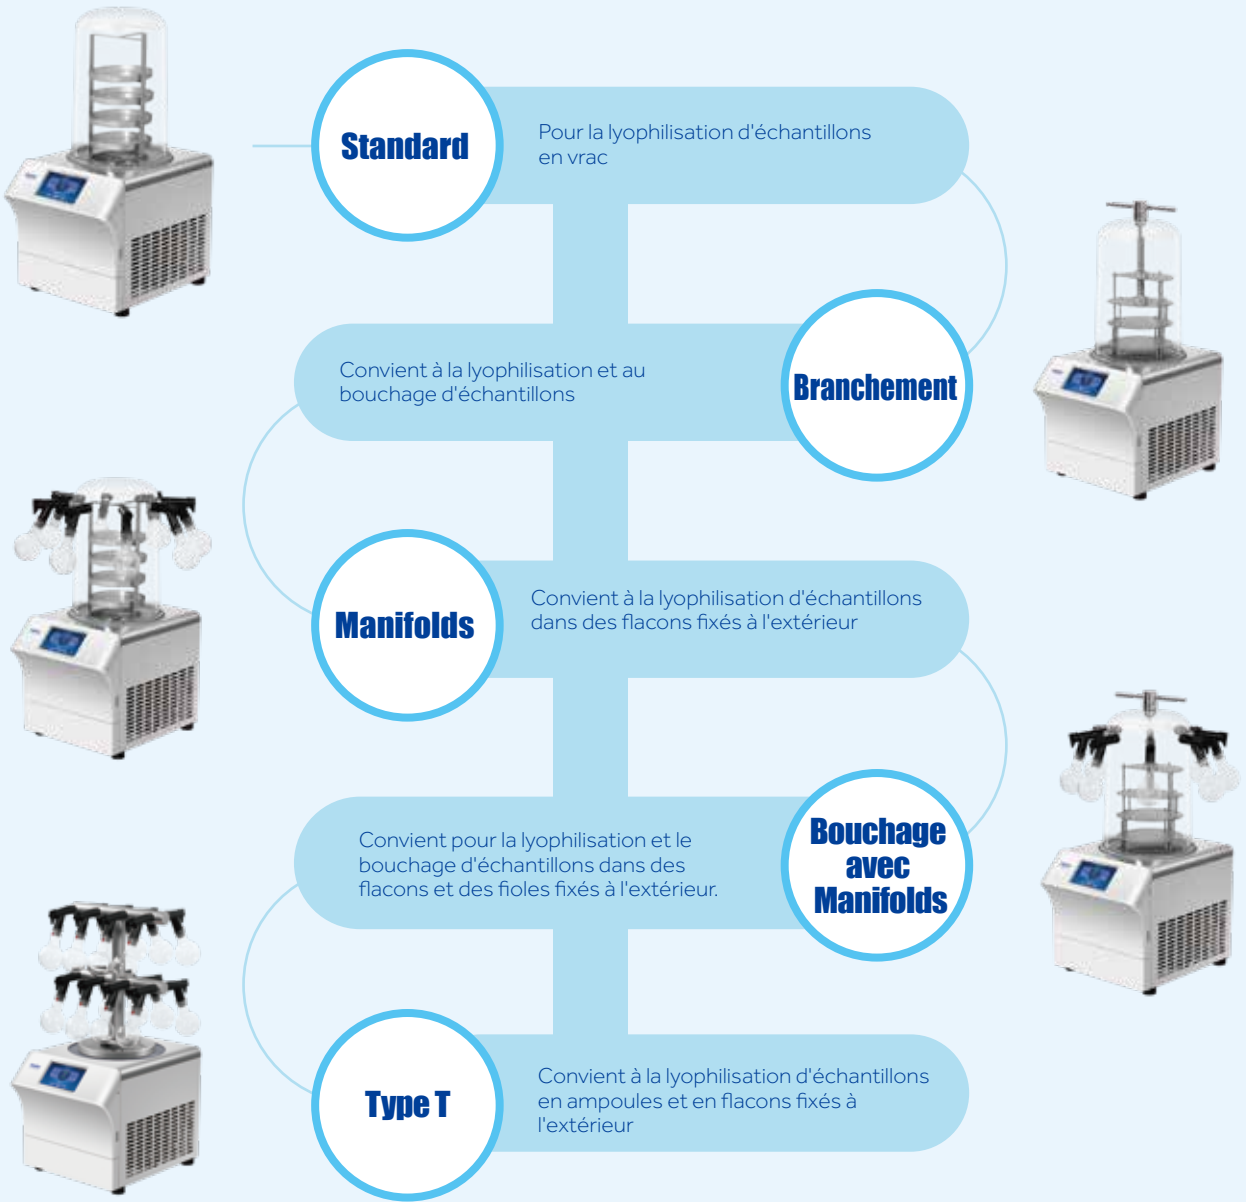 Standard
Pour la lyophilisation d'échantillons
en vrac
Convient à la lyophilisation et au
bouchage d'échantillons
Branchement
Manifolds
Convient à la lyophilisation d'échantillons
dans des flacons fixés à l'extérieur
Convient pour la lyophilisation et le
bouchage d'échantillons dans des
flacons et des fioles fixés à l'extérieur.
Bouchage
avec
Manifolds
Type T
Convient à la lyophilisation d'échantillons
en ampoules et en flacons fixés à
l'extérieur